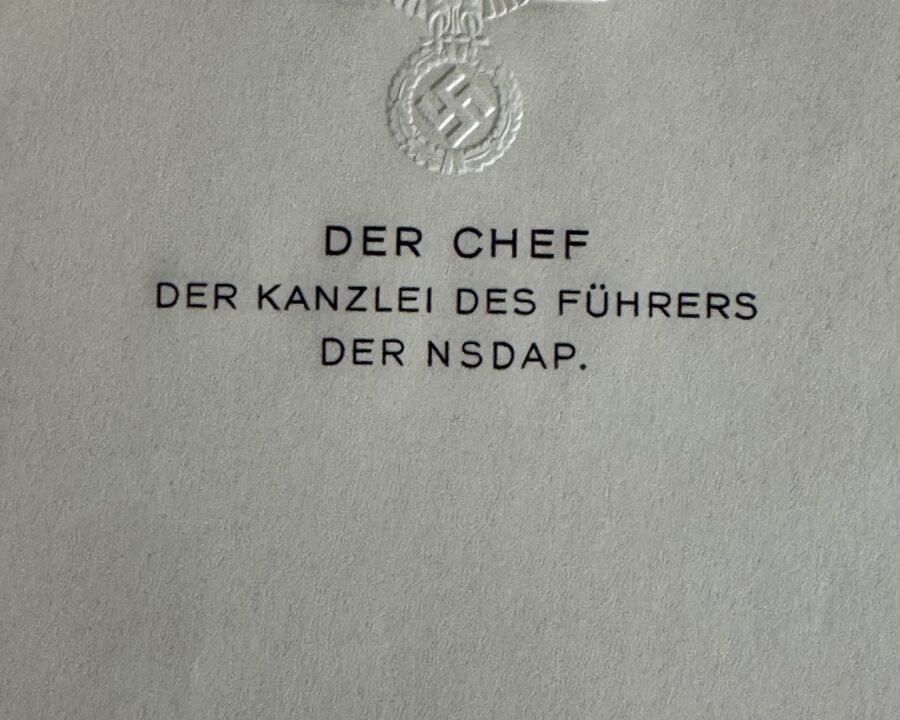 DER CHEF
DER KANZLEI DES FÜHRERS
DER NSDAP.